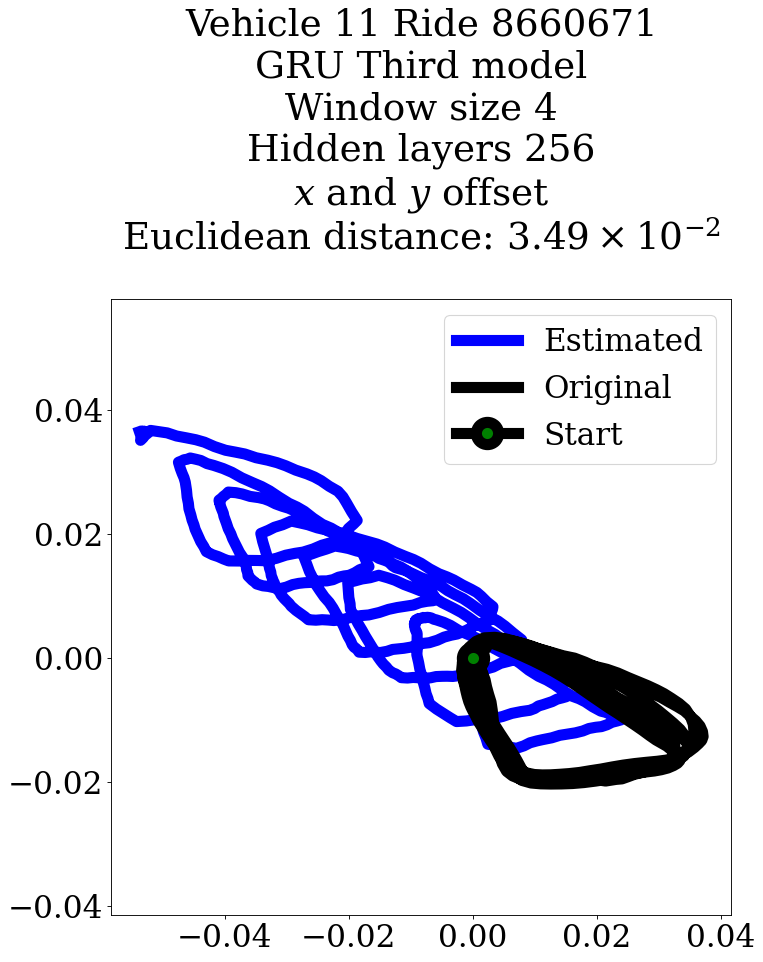 Vehicle 11 Ride 8660671
GRU Third model
Window size 4
Hidden layers 256
x and y offset
Euclidean distance: 3.49 × 10⁻²
Estimated
Original
Start
0.04
0.02
0.00
−0.02
−0.04
−0.04 −0.02 0.00 0.02 0.04